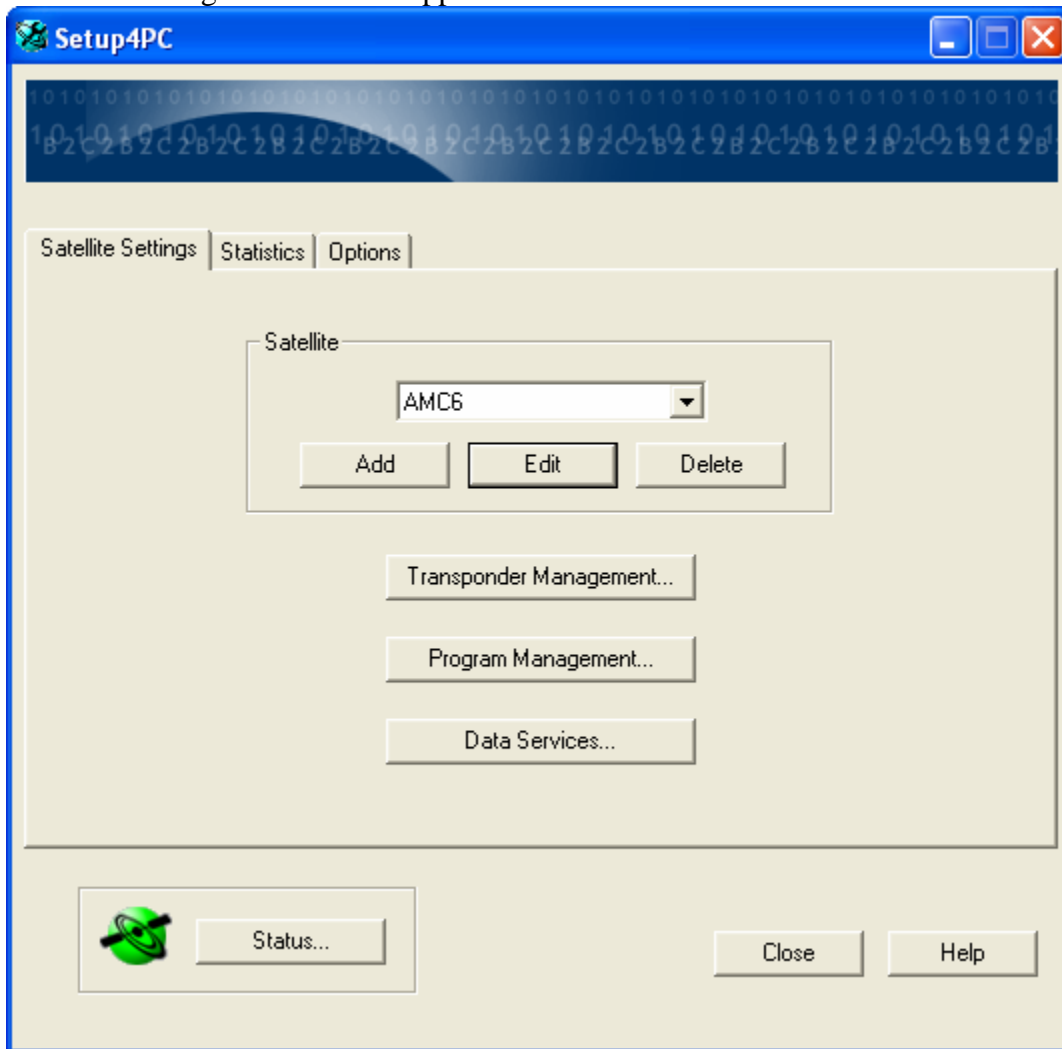 Setup4PC
1010101010101010101010101010101010101010101010101010
Satellite Settings
Statistics
Options
Satellite
AMC6
Add
Edit
Delete
Transponder Management...
Program Management...
Data Services...
Status...
Close
Help